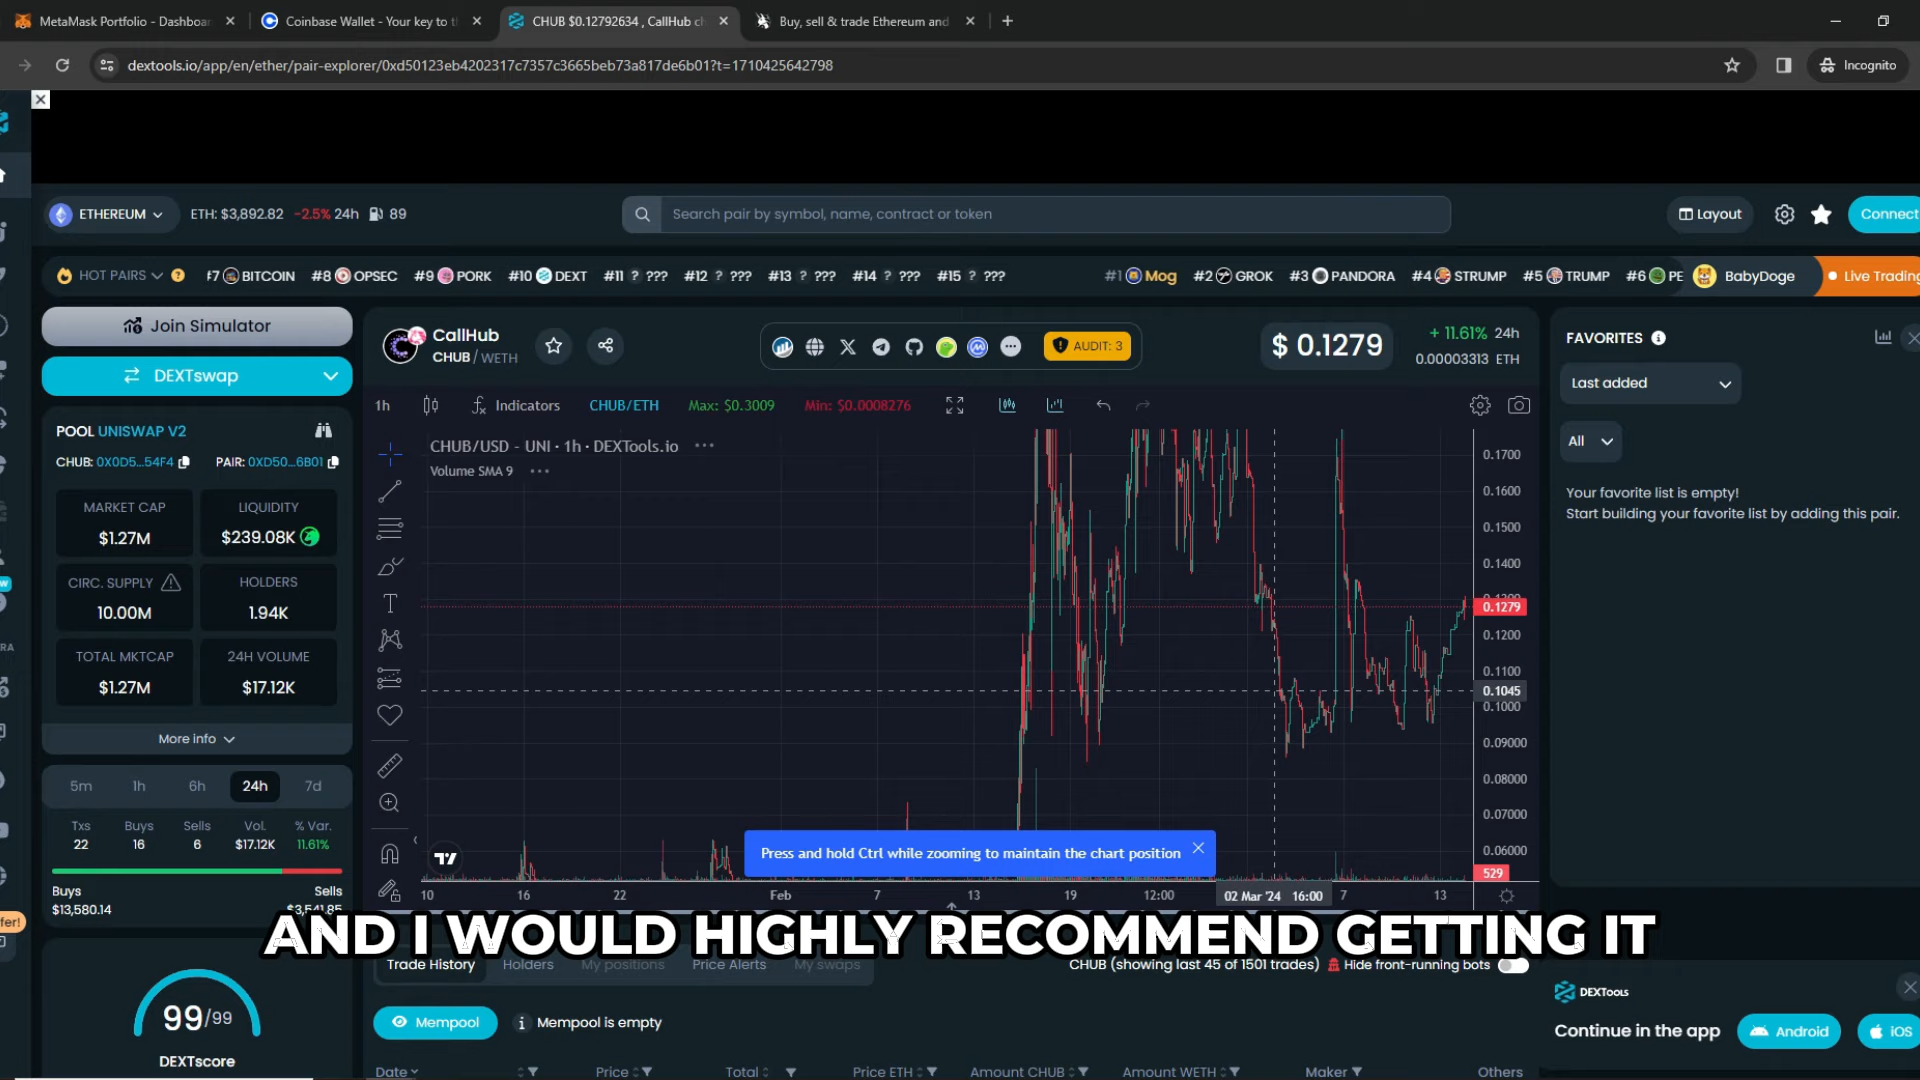 MetaMask Portfolio - Dashboar
Coinbase Wallet - Your key to t
CHUB $0.12792634 , CallHub c
Buy, sell & trade Ethereum and
dextools.io/app/en/ether/pair-explorer/0xd50123eb4202317c7357c3665beb73a817de6b01?t=1710425642798
Incognito
ETHEREUM
ETH: $3,892.82 -2.5% 24h 89
Search pair by symbol, name, contract or token
Layout
Connect
HOT PAIRS
#7 BITCOIN #8 OPSEC #9 PORK #10 DEXT #11 ? ??? #12 ? ??? #13 ? ??? #14 ? ??? #15 ? ???
#1 Mog #2 GROK #3 PANDORA #4 STRUMP #5 TRUMP #6 PE
BabyDoge
Live Trading
Join Simulator
DEXTswap
CallHub
CHUB / WETH
AUDIT: 3
$ 0.1279
+ 11.61% 24h
0.00003313 ETH
FAVORITES
Last added
All
Your favorite list is empty!
Start building your favorite list by adding this pair.
POOL UNISWAP V2
CHUB: 0X0D5...54F4 PAIR: 0XD50...6B01
MARKET CAP
$1.27M
LIQUIDITY
$239.08K
CIRC. SUPPLY
10.00M
HOLDERS
1.94K
TOTAL MKTCAP
$1.27M
24H VOLUME
$17.12K
More info
5m 1h 6h 24h 7d
Txs Buys Sells Vol. % Var.
22 16 6 $17.12K 11.61%
Buys Sells
$13,580.14 $3,541.85
99/99
DEXTscore
1h Indicators CHUB/ETH Max: $0.3009 Min: $0.0008276
CHUB/USD - UNI · 1h · DEXTools.io
Volume SMA 9
0.1700
0.1600
0.1500
0.1400
0.1279
0.1200
0.1100
0.1045
0.1000
0.09000
0.08000
0.07000
0.06000
529
Press and hold Ctrl while zooming to maintain the chart position
10 16 22 Feb 7 13 19 12:00 02 Mar '24 16:00 7 13
AND I WOULD HIGHLY RECOMMEND GETTING IT
Trade History Holders My positions Price Alerts My swaps
CHUB (showing last 45 of 1501 trades) Hide front-running bots
Mempool
Mempool is empty
Date Price Total Price ETH Amount CHUB Amount WETH Maker Others
DEXTools
Continue in the app
Android
iOS